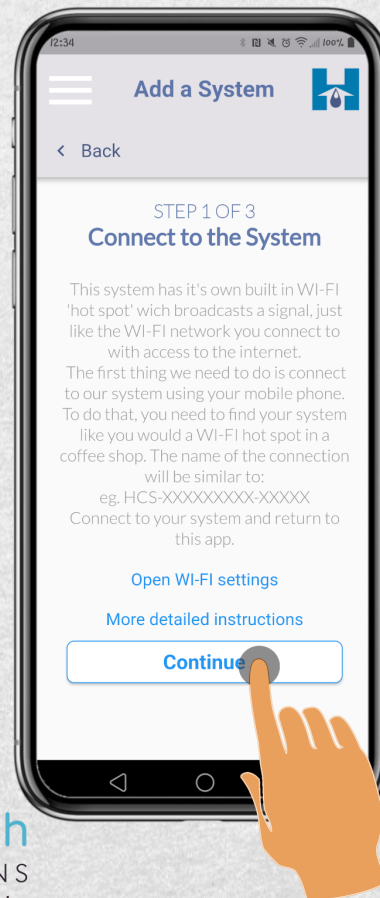 12:34
100%
Add a System
H
< Back
STEP 1 OF 3
Connect to the System
This system has it's own built in WI-FI
'hot spot' wich broadcasts a signal, just
like the WI-FI network you connect to
with access to the internet.
The first thing we need to do is connect
to our system using your mobile phone.
To do that, you need to find your system
like you would a WI-FI hot spot in a
coffee shop. The name of the connection
will be similar to:
eg. HCS-XXXXXXXXX-XXXXX
Connect to your system and return to
this app.
Open WI-FI settings
More detailed instructions
Continue
h
N S